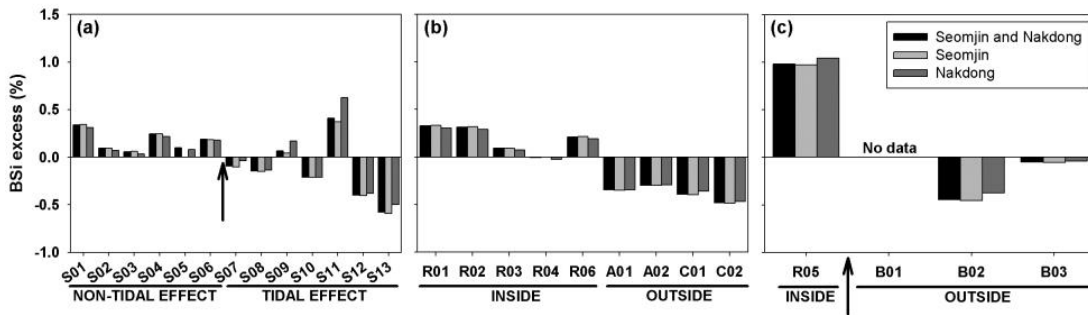 (a)
(b)
(c)
BSi excess (%)
1.5
1.0
0.5
0.0
-0.5
-1.0
S01 S02 S03 S04 S05 S06 S07 S08 S09 S10 S11 S12 S13
NON-TIDAL EFFECT TIDAL EFFECT
R01 R02 R03 R04 R06 A01 A02 C01 C02
INSIDE OUTSIDE
Seomjin and Nakdong
Seomjin
Nakdong
No data
R05 B01 B02 B03
INSIDE OUTSIDE